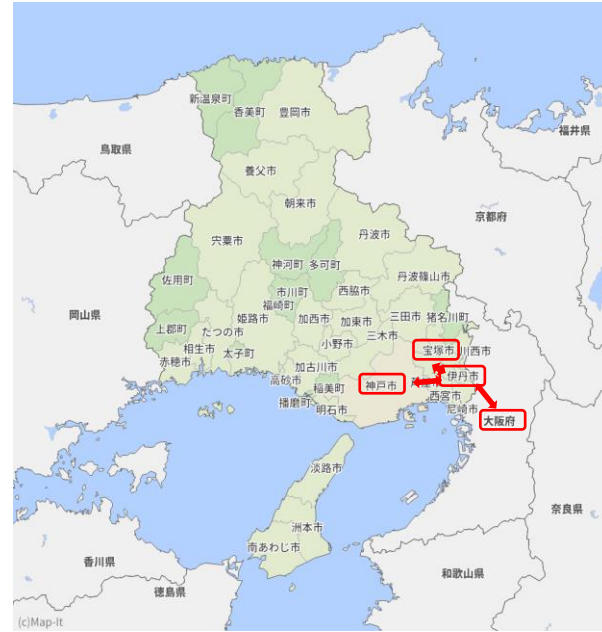 新温泉町
香美町
豊岡市
福井県
鳥取県
養父市
朝来市
京都府
宍粟市
丹波市
神河町
多可町
佐用町
丹波篠山市
市川町
西脇市
岡山県
福崎町
上郡町
たつの市
姫路市
加西市
加東市
三田市
猪名川町
相生市
太子町
小野市
三木市
宝塚市
川西市
赤穂市
加古川市
高砂市
稲美町
神戸市
伊丹市
播磨町
明石市
西宮市
尼崎市
大阪府
淡路市
洲本市
奈良県
南あわじ市
香川県
和歌山県
徳島県
(c)Map-It